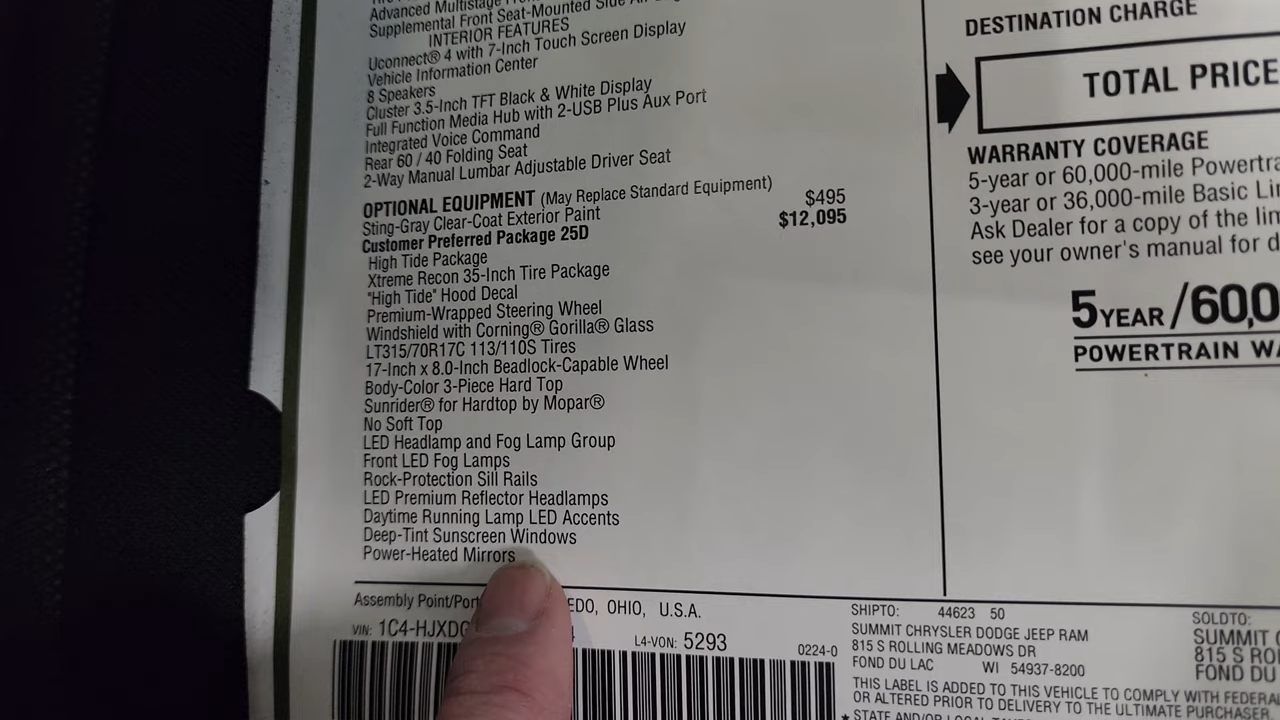 Advanced Multistage
Supplemental Front Seat-Mounted Side
INTERIOR FEATURES
Uconnect® 4 with 7-Inch Touch Screen Display
Vehicle Information Center
8 Speakers
Cluster 3.5-Inch TFT Black & White Display
Full Function Media Hub with 2-USB Plus Aux Port
Integrated Voice Command
Rear 60 / 40 Folding Seat
2-Way Manual Lumbar Adjustable Driver Seat
OPTIONAL EQUIPMENT (May Replace Standard Equipment)
Sting-Gray Clear-Coat Exterior Paint $495
Customer Preferred Package 25D $12,095
High Tide Package
Xtreme Recon 35-Inch Tire Package
"High Tide" Hood Decal
Premium-Wrapped Steering Wheel
Windshield with Corning® Gorilla® Glass
LT315/70R17C 113/110S Tires
17-Inch x 8.0-Inch Beadlock-Capable Wheel
Body-Color 3-Piece Hard Top
Sunrider® for Hardtop by Mopar®
No Soft Top
LED Headlamp and Fog Lamp Group
Front LED Fog Lamps
Rock-Protection Sill Rails
LED Premium Reflector Headlamps
Daytime Running Lamp LED Accents
Deep-Tint Sunscreen Windows
Power-Heated Mirrors
DESTINATION CHARGE
TOTAL PRICE
WARRANTY COVERAGE
5-year or 60,000-mile Powertra
3-year or 36,000-mile Basic Li
Ask Dealer for a copy of the li
see your owner's manual for d
5 YEAR /60,0
POWERTRAIN WA
Assembly Point/Port EDO, OHIO, U.S.A.
VIN: 1C4-HJXD L4-VON: 5293
0224-0
SHIPTO: 44623 50
SUMMIT CHRYSLER DODGE JEEP RAM
815 S ROLLING MEADOWS DR
FOND DU LAC WI 54937-8200
SOLDTO:
SUMMIT C
815 S RO
FOND DU
THIS LABEL IS ADDED TO THIS VEHICLE TO COMPLY WITH FEDERA
OR ALTERED PRIOR TO DELIVERY TO THE ULTIMATE PURCHASER
* STATE AND/OR LOCAL